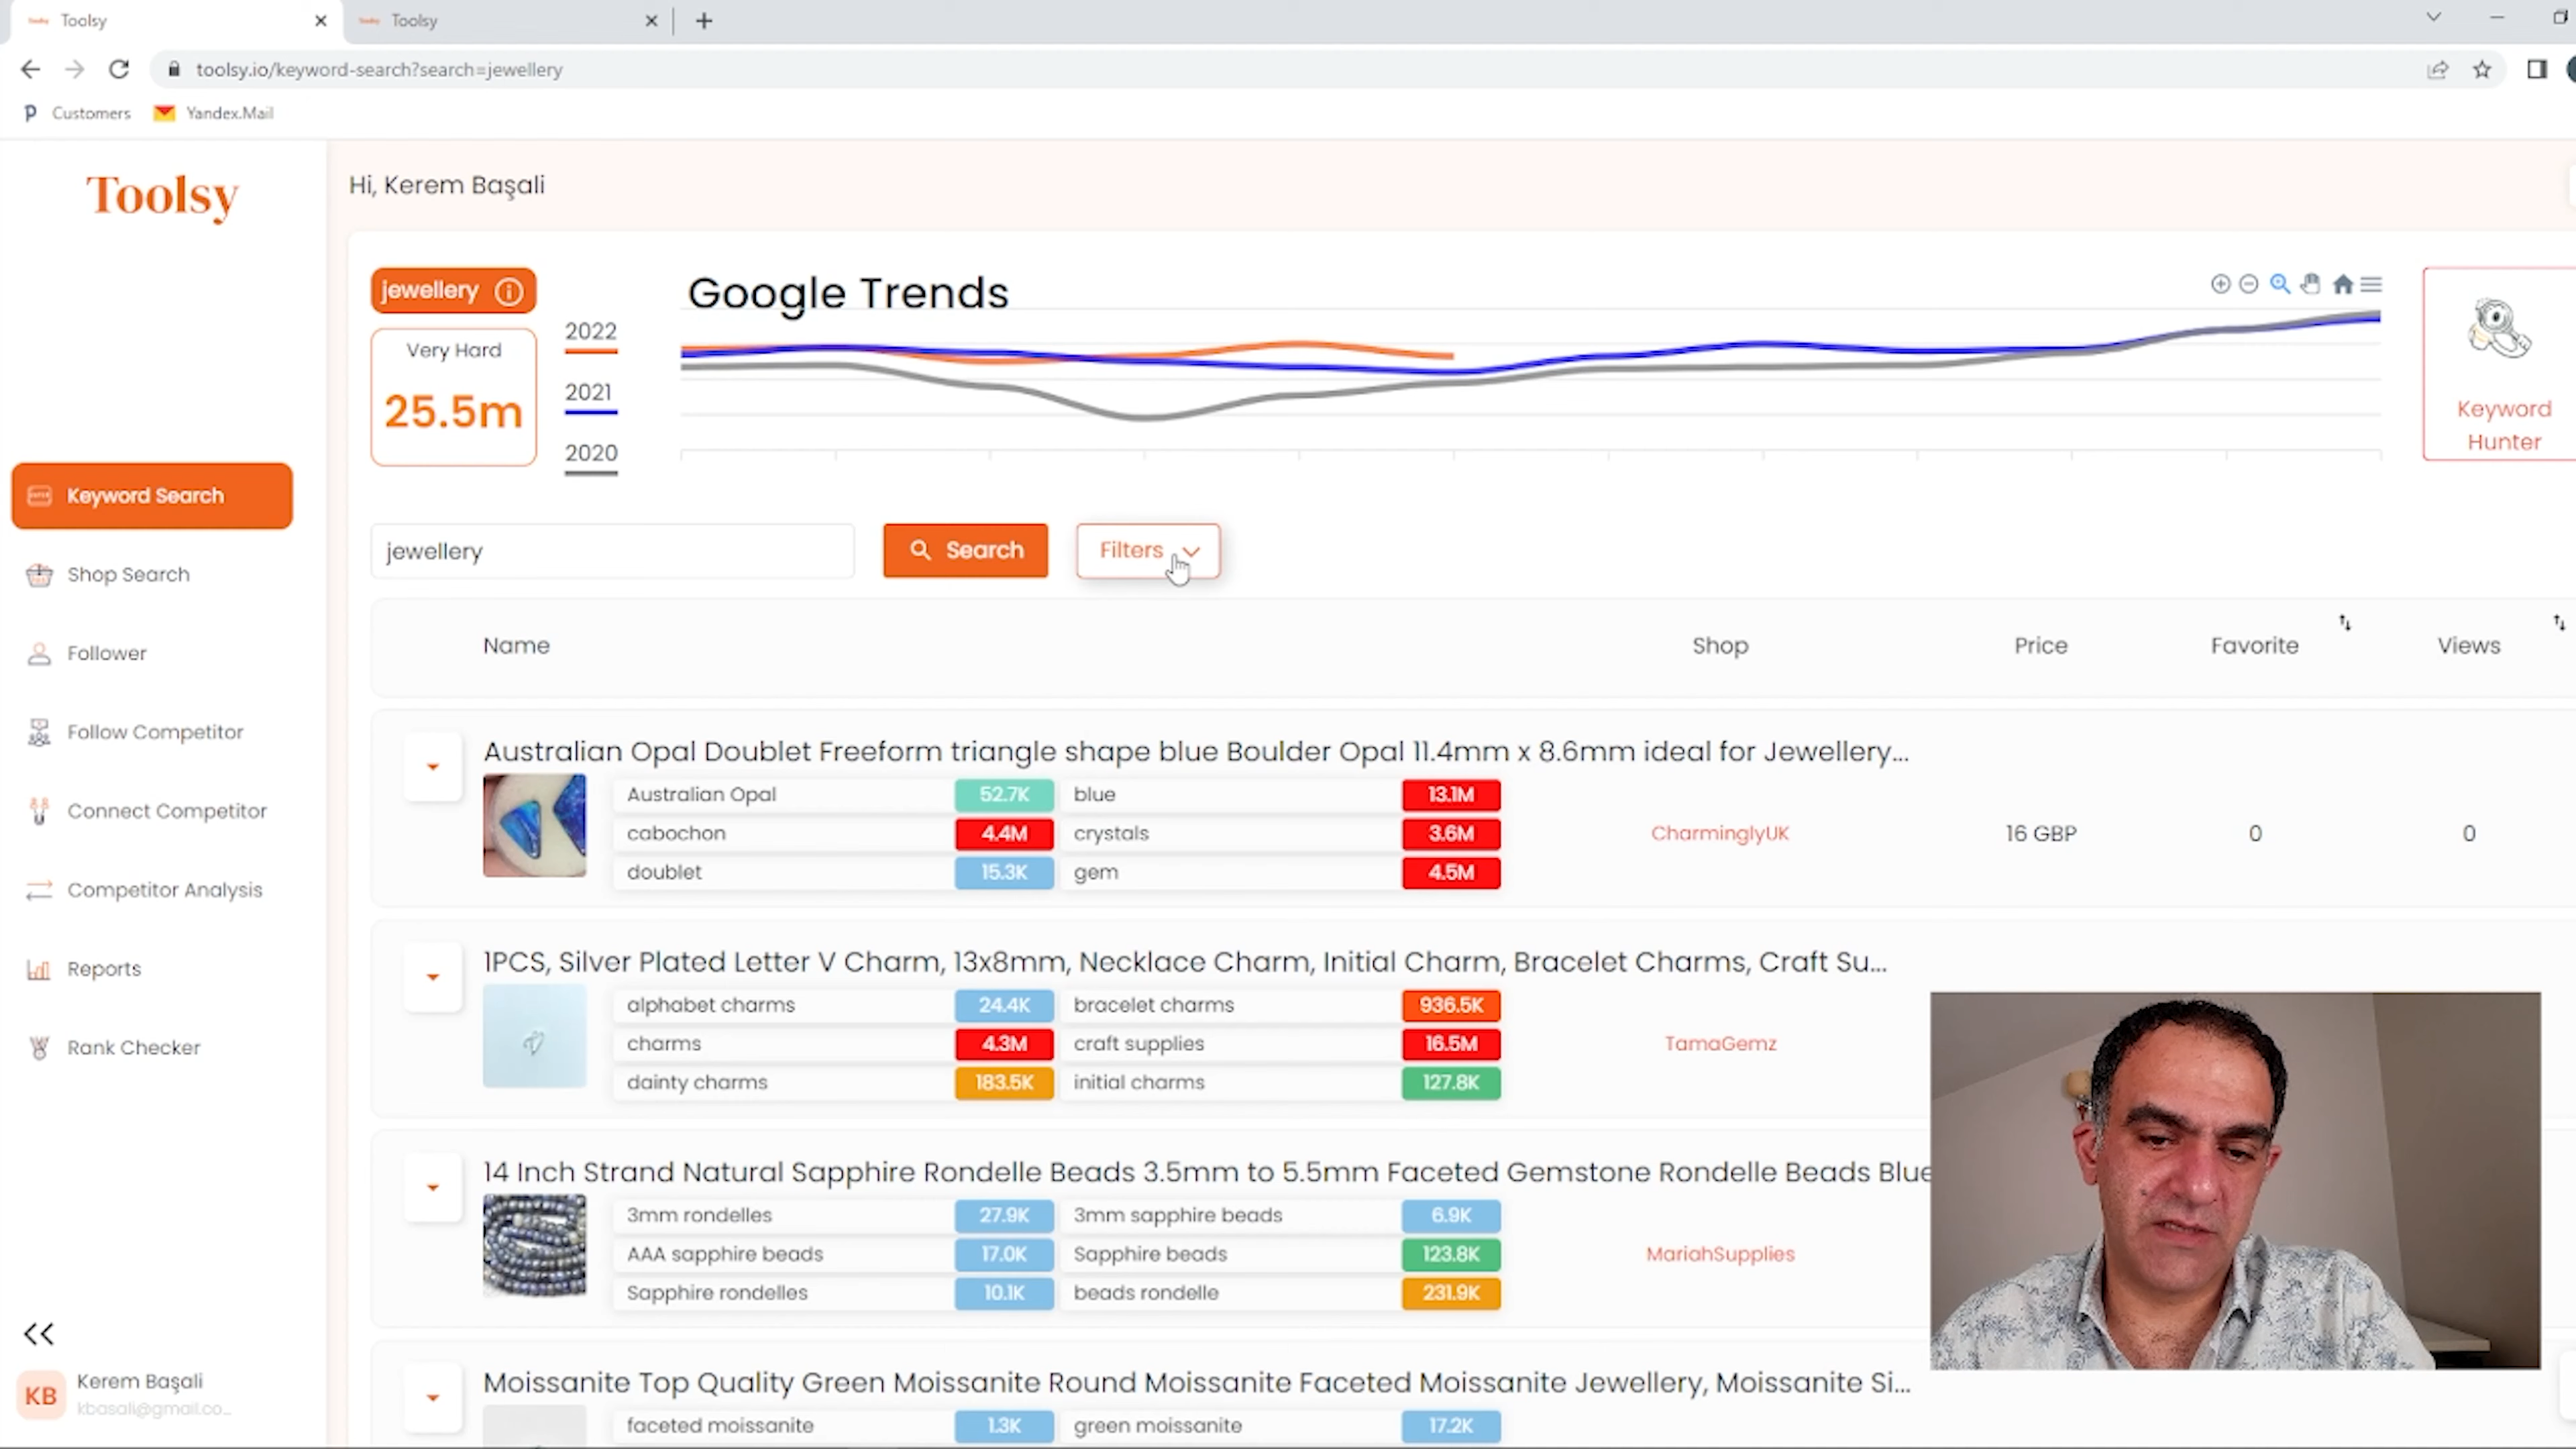 Toolsy
Toolsy
toolsy.io/keyword-search?search=jewellery
Customers
Yandex.Mail
Toolsy
Hi, Kerem Başali
jewellery
Very Hard
25.5m
2022
2021
2020
Google Trends
Keyword
Hunter
Keyword Search
Shop Search
Follower
Follow Competitor
Connect Competitor
Competitor Analysis
Reports
Rank Checker
KB
Kerem Başali
kbasali@gmail.co...
jewellery
Search
Filters
Name
Shop
Price
Favorite
Views
Australian Opal Doublet Freeform triangle shape blue Boulder Opal 11.4mm x 8.6mm ideal for Jewellery...
Australian Opal 52.7K blue 13.1M
cabochon 4.4M crystals 3.6M
doublet 15.3K gem 4.5M
CharminglyUK
16 GBP
0
0
1PCS, Silver Plated Letter V Charm, 13x8mm, Necklace Charm, Initial Charm, Bracelet Charms, Craft Su...
alphabet charms 24.4K bracelet charms 936.5K
charms 4.3M craft supplies 16.5M
dainty charms 183.5K initial charms 127.8K
TamaGemz
14 Inch Strand Natural Sapphire Rondelle Beads 3.5mm to 5.5mm Faceted Gemstone Rondelle Beads Blue
3mm rondelles 27.9K 3mm sapphire beads 6.9K
AAA sapphire beads 17.0K Sapphire beads 123.8K
Sapphire rondelles 10.1K beads rondelle 231.9K
MariahSupplies
Moissanite Top Quality Green Moissanite Round Moissanite Faceted Moissanite Jewellery, Moissanite Si...
faceted moissanite 1.3K green moissanite 17.2K